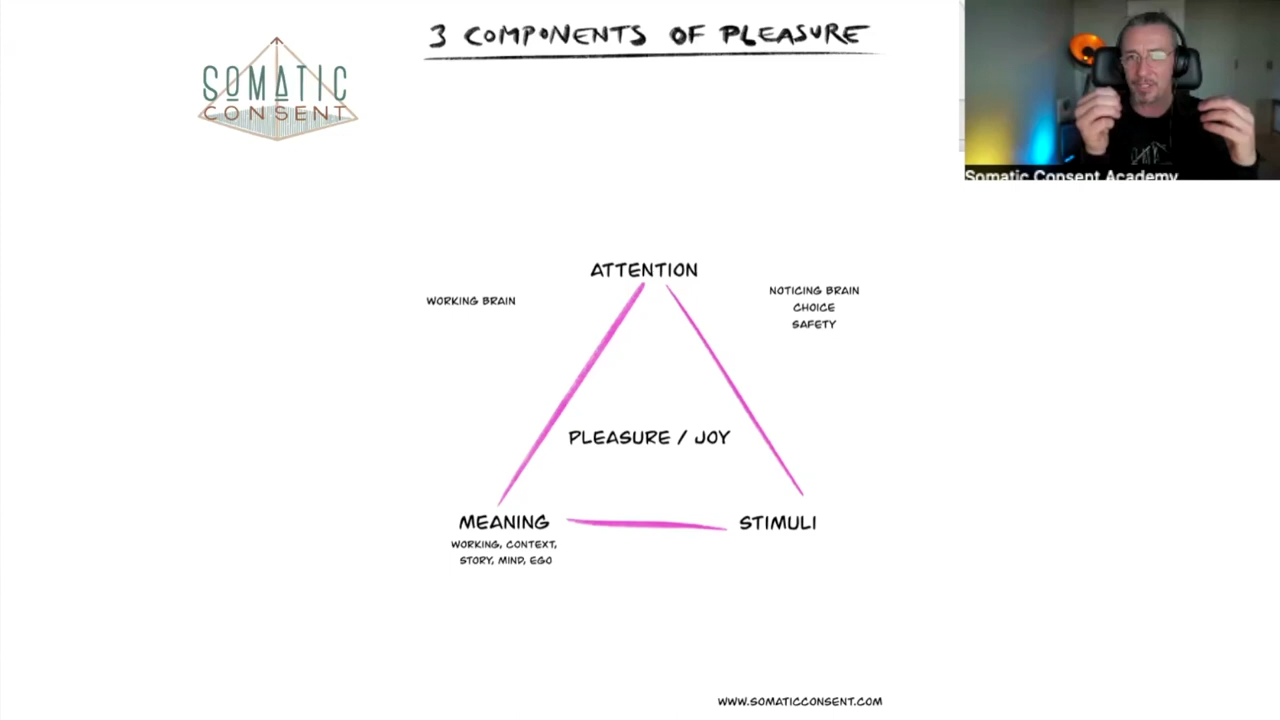 3 COMPONENTS OF PLEASURE
SOMATIC
CONSENT
Somatic Consent Academy
ATTENTION
WORKING BRAIN
NOTICING BRAIN
CHOICE
SAFETY
PLEASURE / JOY
MEANING
STIMULI
WORKING, CONTEXT,
STORY, MIND, EGO
WWW.SOMATICCONSENT.COM